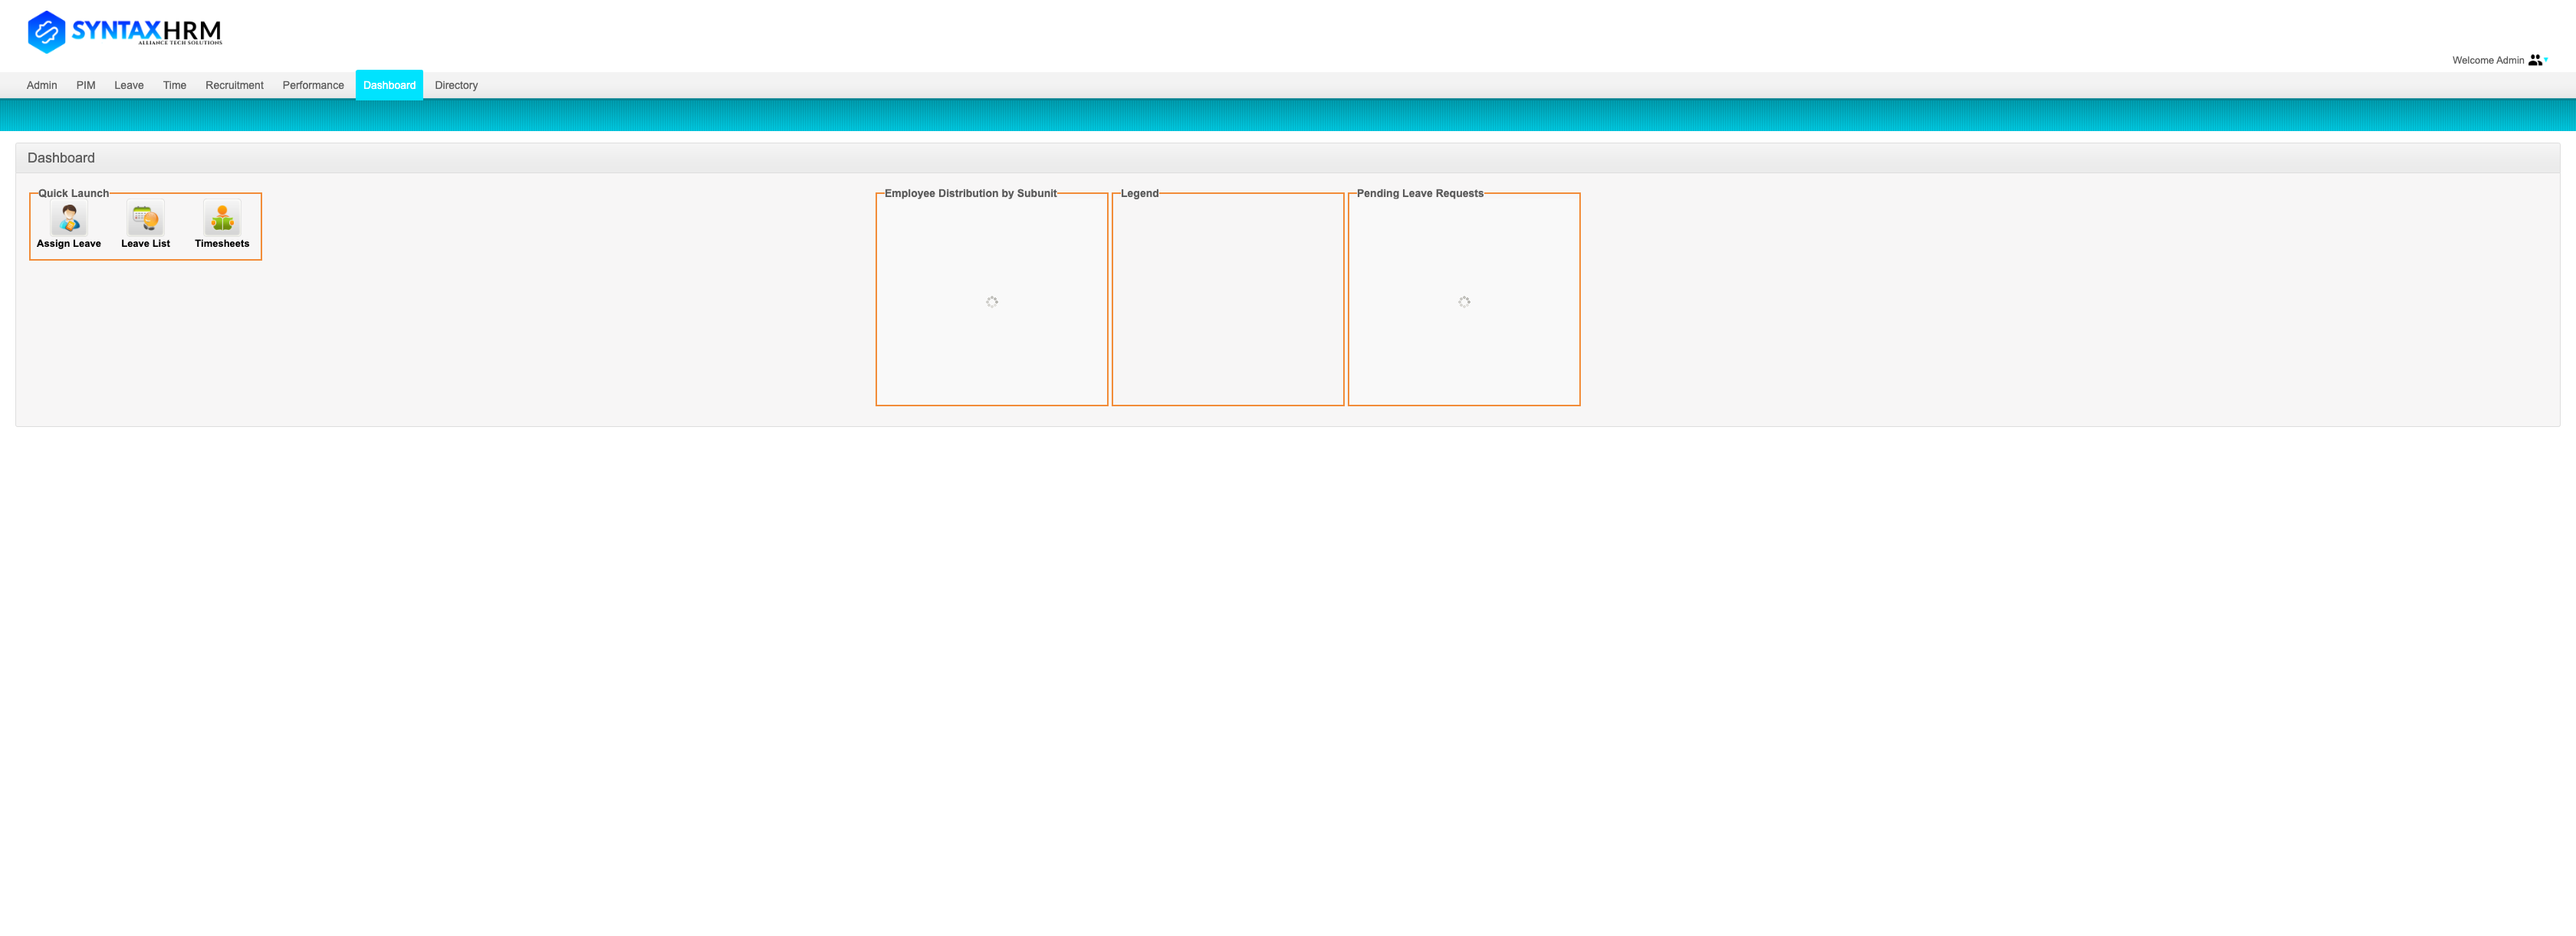 SYNTAXHRM
ALLIANCE TECH SOLUTIONS
Welcome Admin
Admin PIM Leave Time Recruitment Performance Dashboard Directory
Dashboard
Quick Launch
Assign Leave Leave List Timesheets
Employee Distribution by Subunit
Legend
Pending Leave Requests